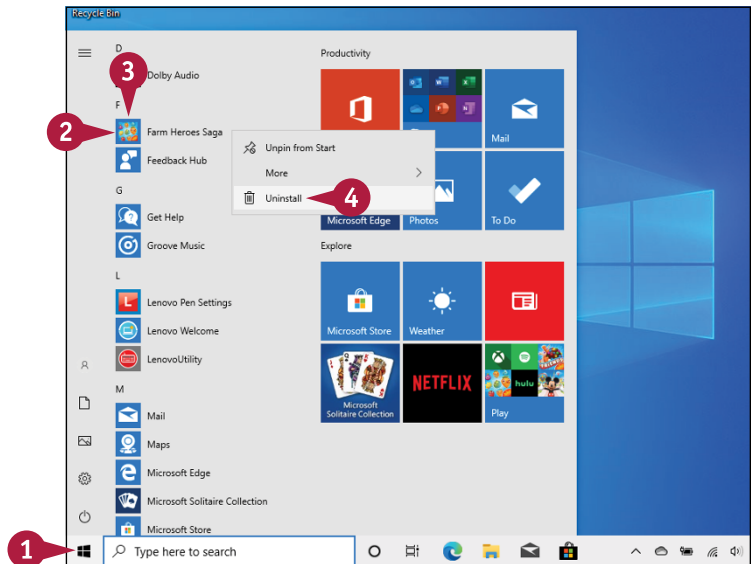 Recycle Bin
D
3
Dolby Audio
F
2
Farm Heroes Saga
Feedback Hub
G
Get Help
Groove Music
L
L
Lenovo Pen Settings
Lenovo Welcome
LenovoUtility
M
Mail
Maps
Microsoft Edge
Microsoft Solitaire Collection
Microsoft Store
Unpin from Start
More
Uninstall
4
Productivity
Mail
Microsoft Edge
Photos
To Do
Explore
Microsoft Store
Weather
Microsoft
Solitaire Collection
NETFLIX
hulu
Play
1
Type here to search